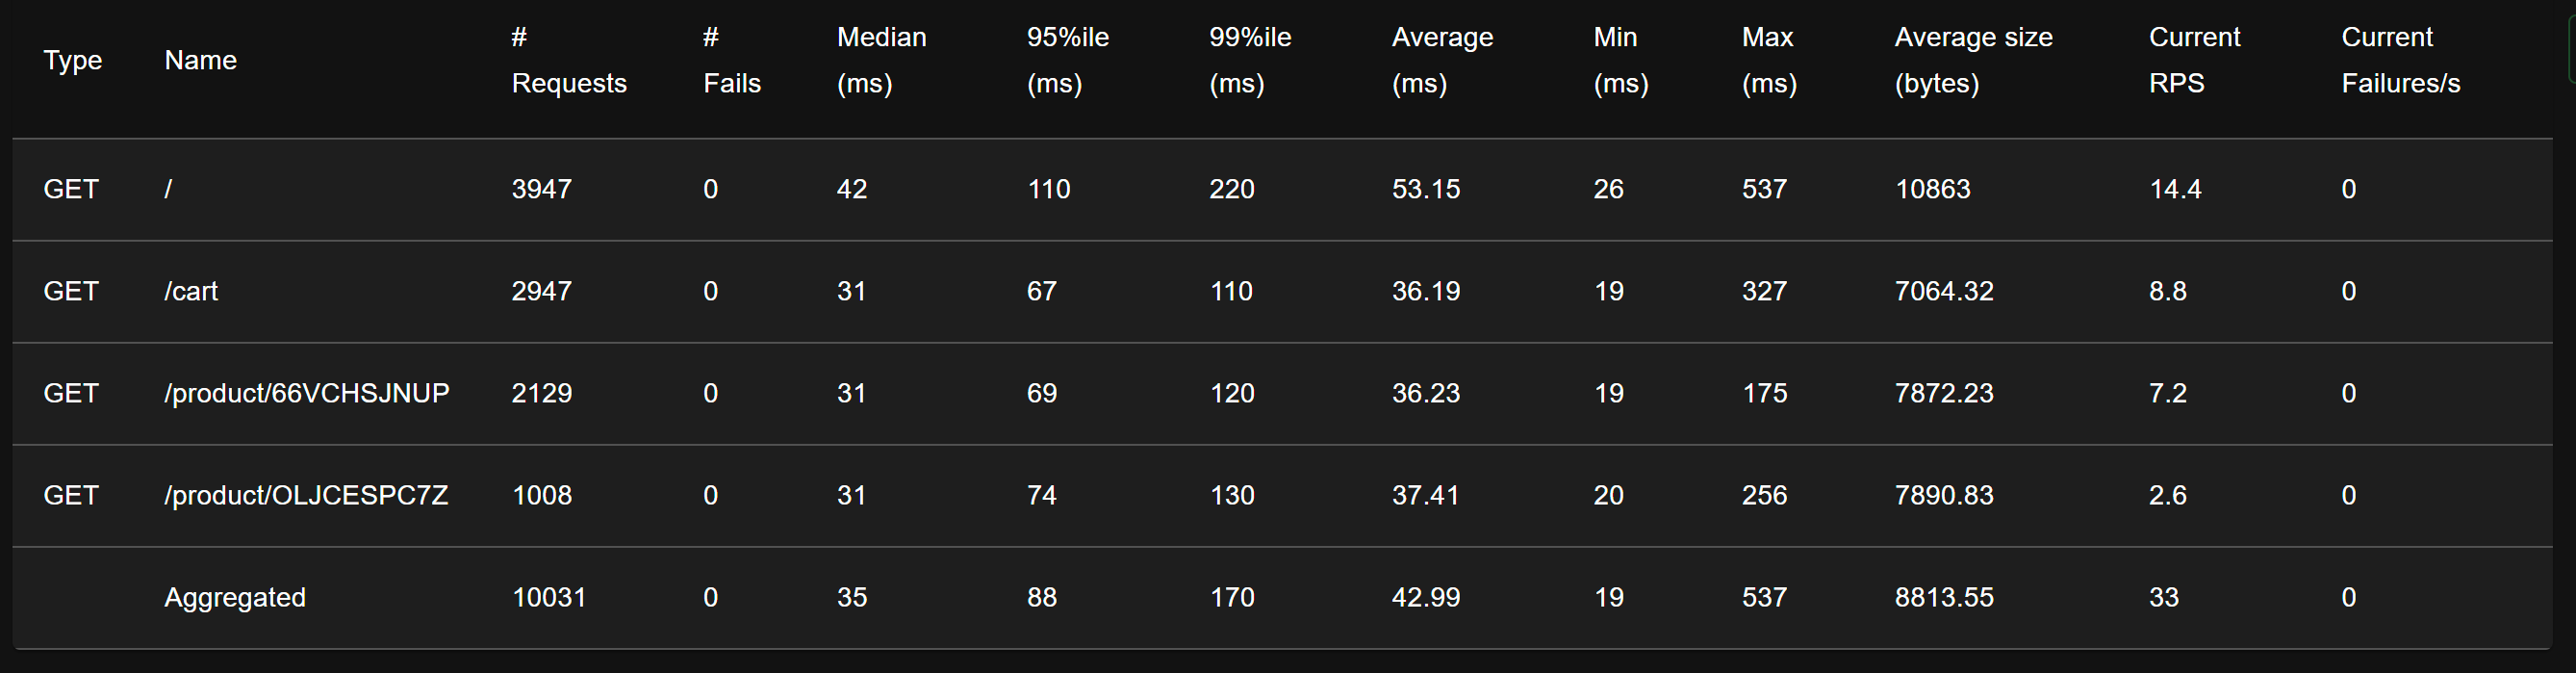 Type Name # Requests # Fails Median (ms) 95%ile (ms) 99%ile (ms) Average (ms) Min (ms) Max (ms) Average size (bytes) Current RPS Current Failures/s
GET / 3947 0 42 110 220 53.15 26 537 10863 14.4 0
GET /cart 2947 0 31 67 110 36.19 19 327 7064.32 8.8 0
GET /product/66VCHSJNUP 2129 0 31 69 120 36.23 19 175 7872.23 7.2 0
GET /product/OLJCESPC7Z 1008 0 31 74 130 37.41 20 256 7890.83 2.6 0
Aggregated 10031 0 35 88 170 42.99 19 537 8813.55 33 0